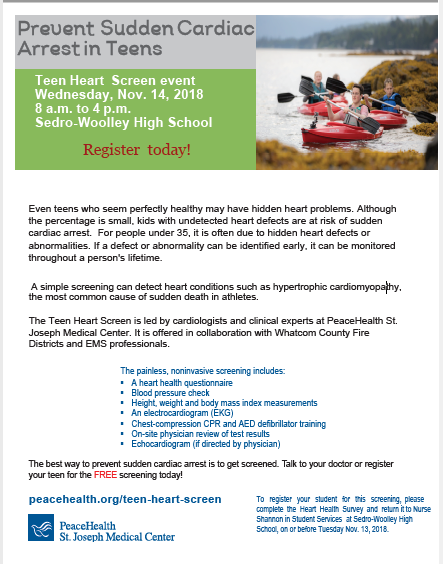 Prevent Sudden Cardiac
Arrest in Teens
Teen Heart Screen event
Wednesday, Nov. 14, 2018
8 a.m. to 4 p.m.
Sedro-Woolley High School
Register today!
Even teens who seem perfectly healthy may have hidden heart problems. Although
the percentage is small, kids with undetected heart defects are at risk of sudden
cardiac arrest. For people under 35, it is often due to hidden heart defects or
abnormalities. If a defect or abnormality can be identified early, it can be monitored
throughout a person's lifetime.
A simple screening can detect heart conditions such as hypertrophic cardiomyopathy,
the most common cause of sudden death in athletes.
The Teen Heart Screen is led by cardiologists and clinical experts at PeaceHealth St.
Joseph Medical Center. It is offered in collaboration with Whatcom County Fire
Districts and EMS professionals.
The painless, noninvasive screening includes:
▪ A heart health questionnaire
▪ Blood pressure check
▪ Height, weight and body mass index measurements
▪ An electrocardiogram (EKG)
▪ Chest-compression CPR and AED defibrillator training
▪ On-site physician review of test results
▪ Echocardiogram (if directed by physician)
The best way to prevent sudden cardiac arrest is to get screened. Talk to your doctor or register
your teen for the FREE screening today!
peacehealth.org/teen-heart-screen
PeaceHealth
St. Joseph Medical Center
To register your student for this screening, please
complete the Heart Health Survey and return it to Nurse
Shannon in Student Services at Sedro-Woolley High
School, on or before Tuesday Nov. 13, 2018.